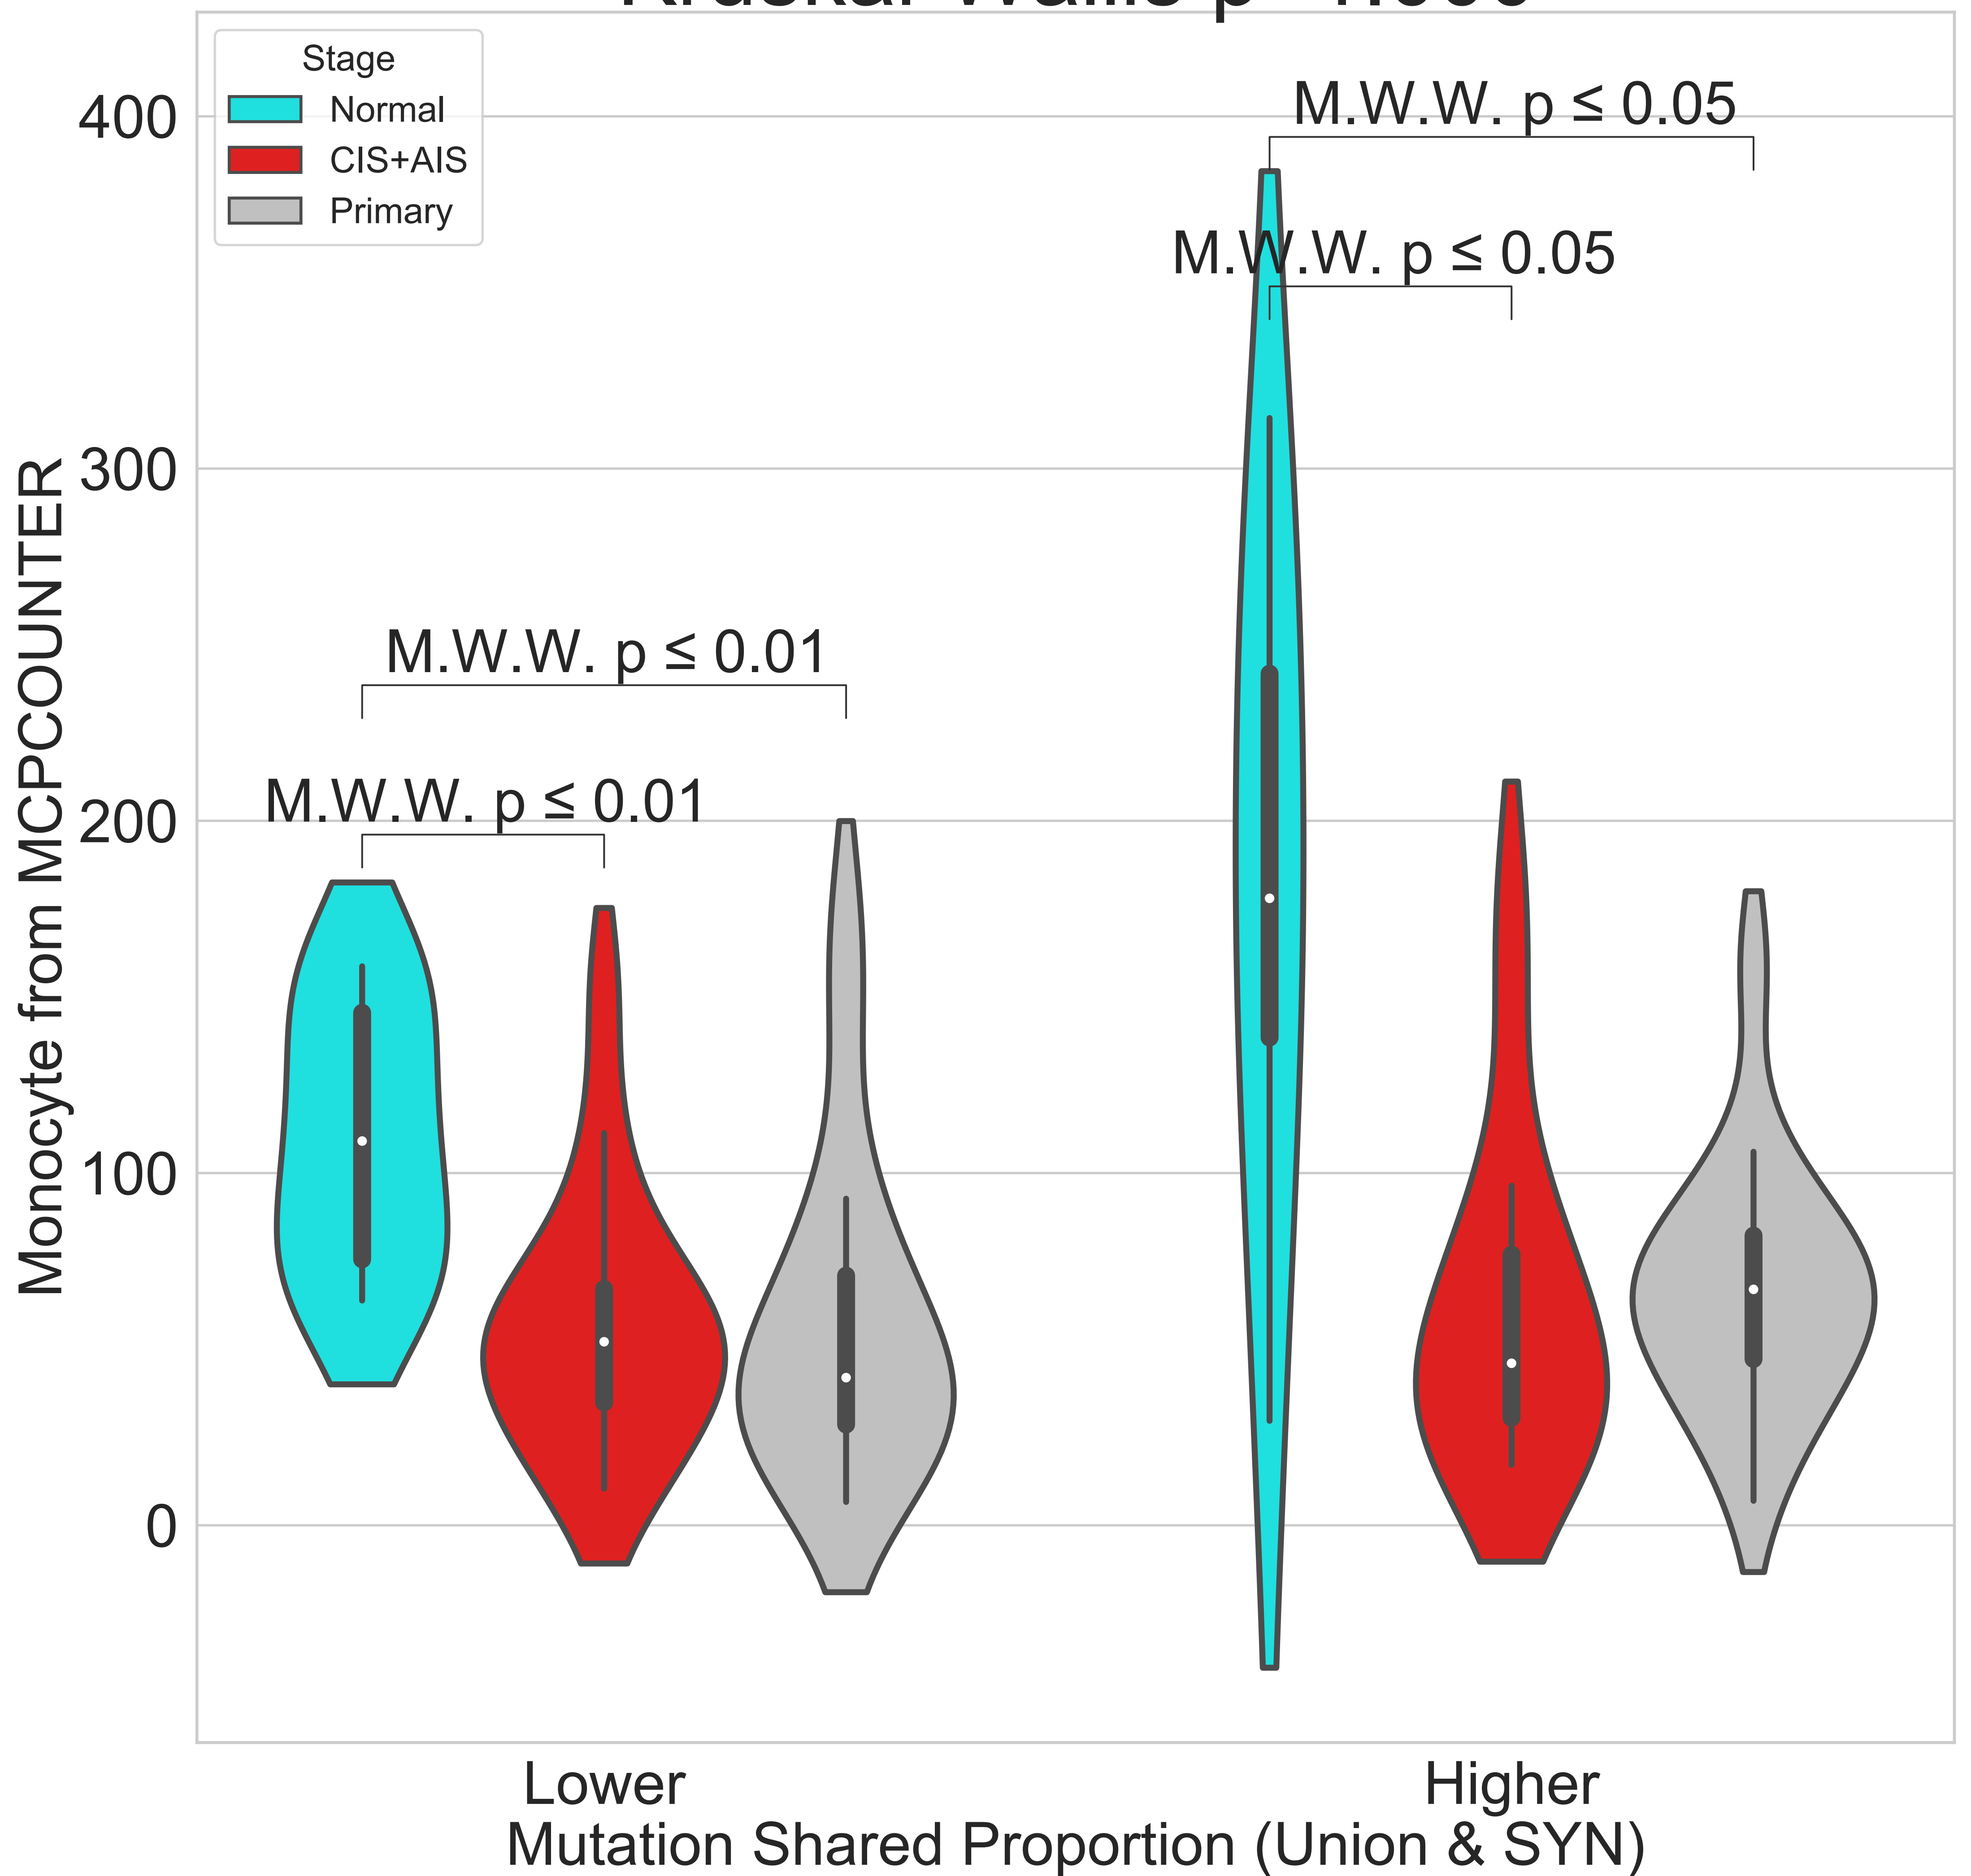 Stage
Normal
CIS+AIS
Primary
400
300
200
100
0
Monocyte from MCPCOUNTER
M.W.W. p ≤ 0.05
M.W.W. p ≤ 0.05
M.W.W. p ≤ 0.01
M.W.W. p ≤ 0.01
Lower
Higher
Mutation Shared Proportion (Union & SYN)